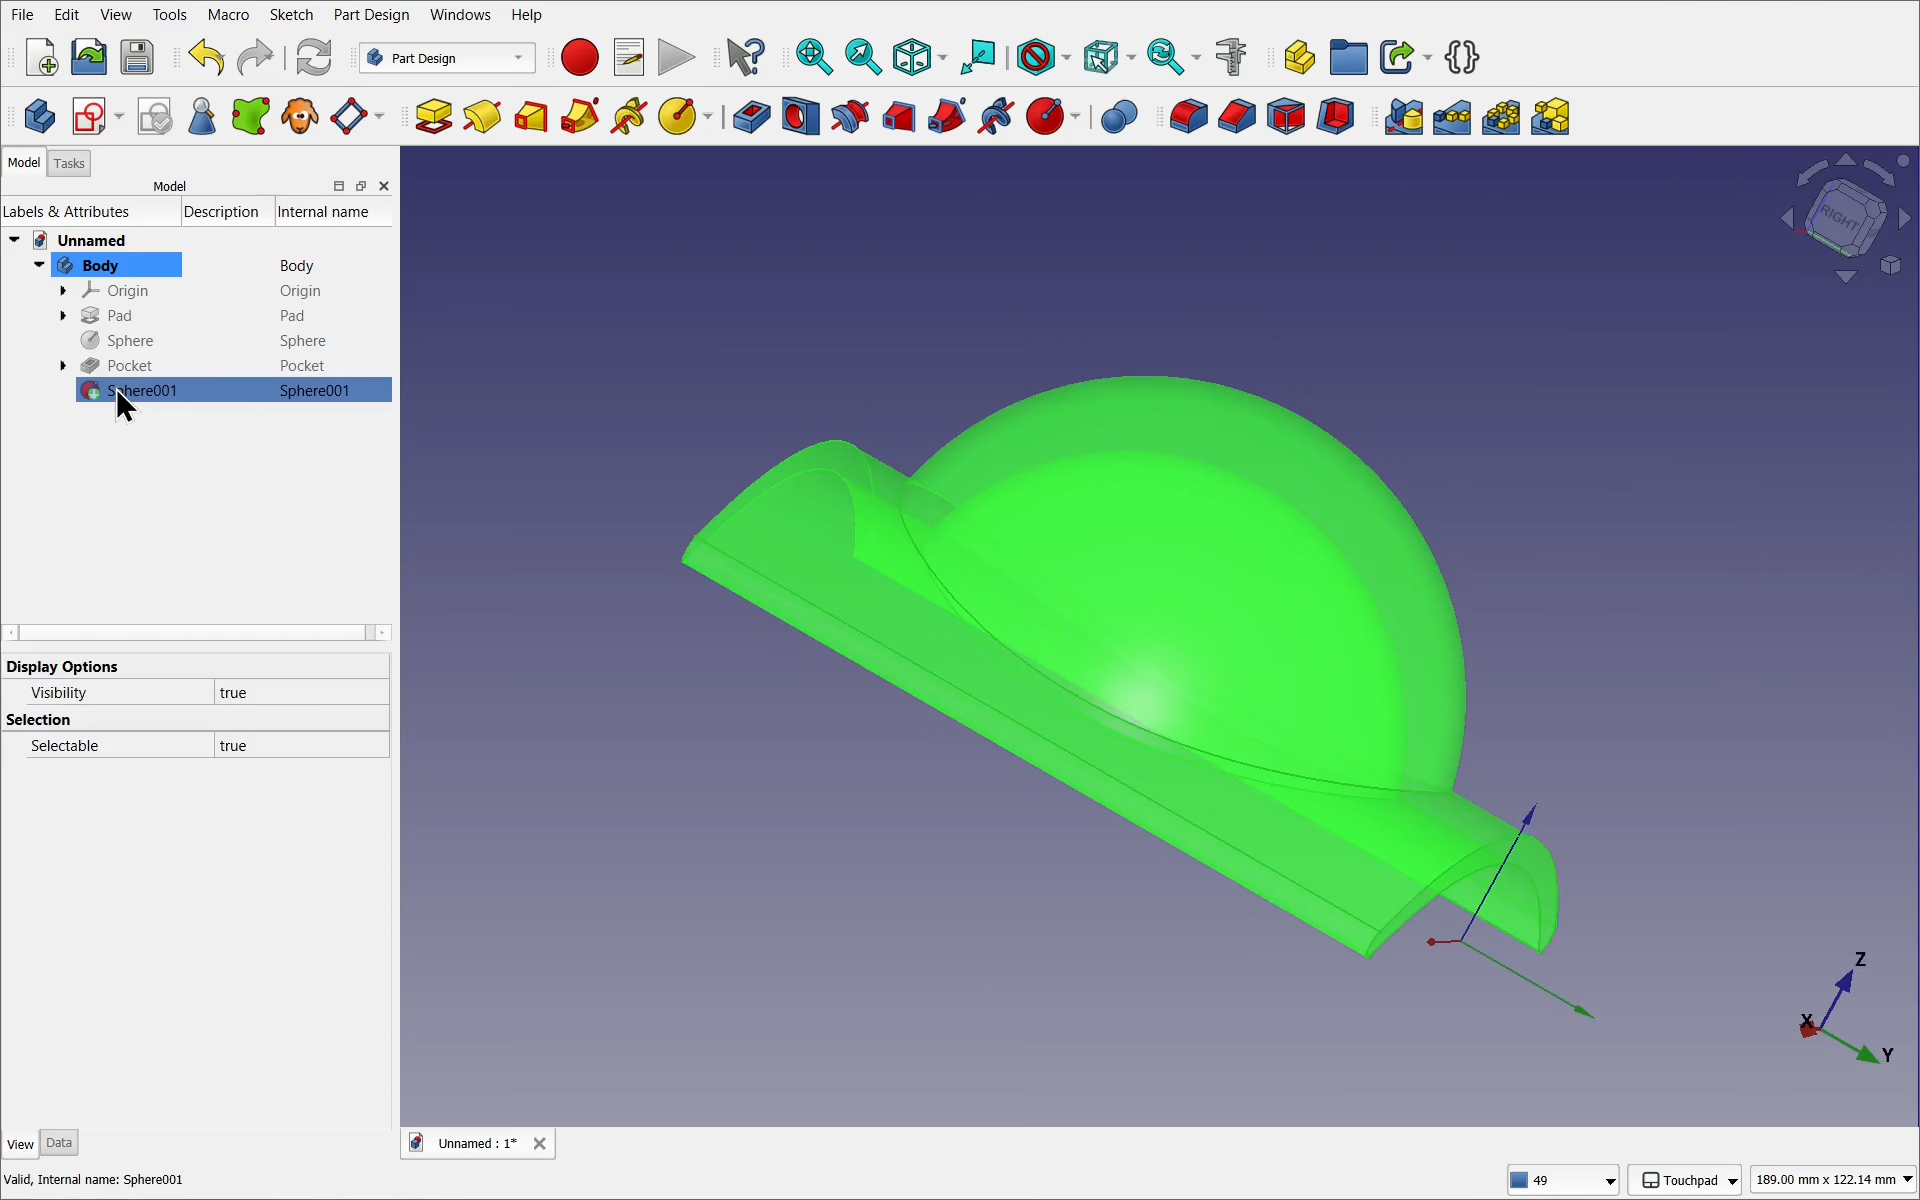 File Edit View Tools Macro Sketch Part Design Windows Help
Part Design
Model Tasks
Model
Labels & Attributes Description Internal name
Unnamed
Body Body
Origin Origin
Pad Pad
Sphere Sphere
Pocket Pocket
Sphere001 Sphere001
RIGHT
Display Options
Visibility true
Selection
Selectable true
Z
X
Y
View Data
Unnamed : 1*
Valid, Internal name: Sphere001
49 Touchpad 189.00 mm x 122.14 mm